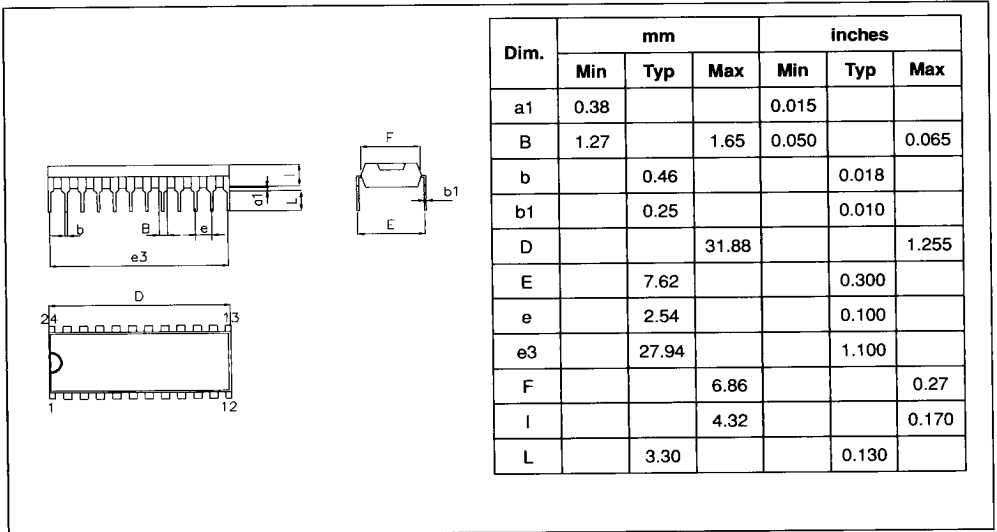 F
b1
I
a1
L
b
B
e
E
e3
D
24
13
1
12
Dim. mm inches
Min Typ Max Min Typ Max
a1 0.38 0.015
B 1.27 1.65 0.050 0.065
b 0.46 0.018
b1 0.25 0.010
D 31.88 1.255
E 7.62 0.300
e 2.54 0.100
e3 27.94 1.100
F 6.86 0.27
I 4.32 0.170
L 3.30 0.130